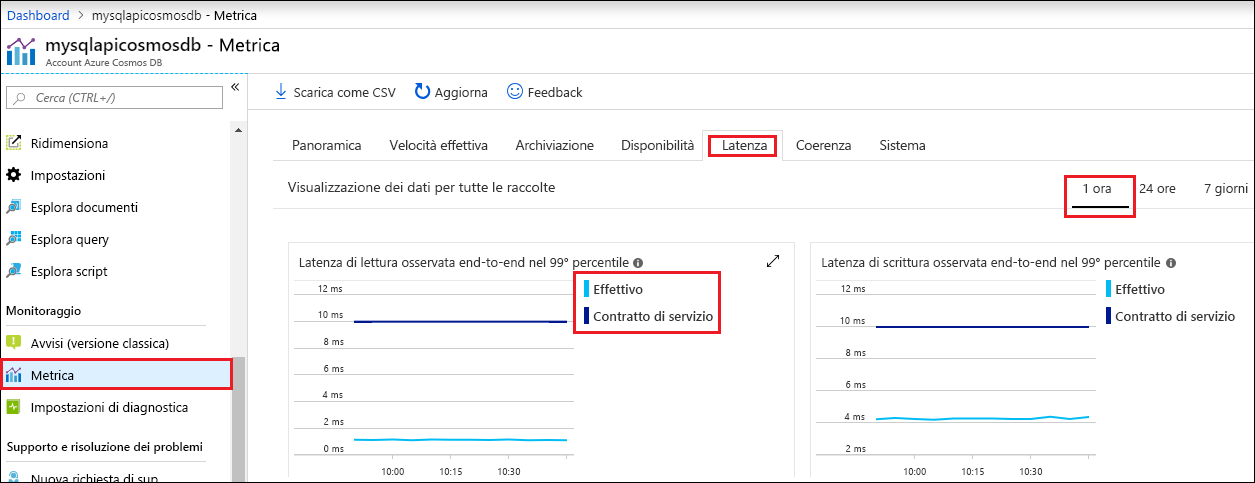 Dashboard > mysqlapicosmosdb - Metrica
mysqlapicosmosdb - Metrica
Account Azure Cosmos DB
Cerca (CTRL+/)
«
Ridimensiona
Impostazioni
Esplora documenti
Esplora query
Esplora script
Monitoraggio
Avvisi (versione classica)
Metrica
Impostazioni di diagnostica
Supporto e risoluzione dei problemi
Nuova richiesta di sup...
Scarica come CSV Aggiorna Feedback
Panoramica Velocità effettiva Archiviazione Disponibilità Latenza Coerenza Sistema
Visualizzazione dei dati per tutte le raccolte
1 ora 24 ore 7 giorni
Latenza di lettura osservata end-to-end nel 99° percentile
12 ms
10 ms
8 ms
6 ms
4 ms
2 ms
0 ms
10:00 10:15 10:30
Effettivo
Contratto di servizio
Latenza di scrittura osservata end-to-end nel 99° percentile
12 ms
10 ms
8 ms
6 ms
4 ms
2 ms
10:00 10:15 10:30
Effettivo
Contratto di servizio